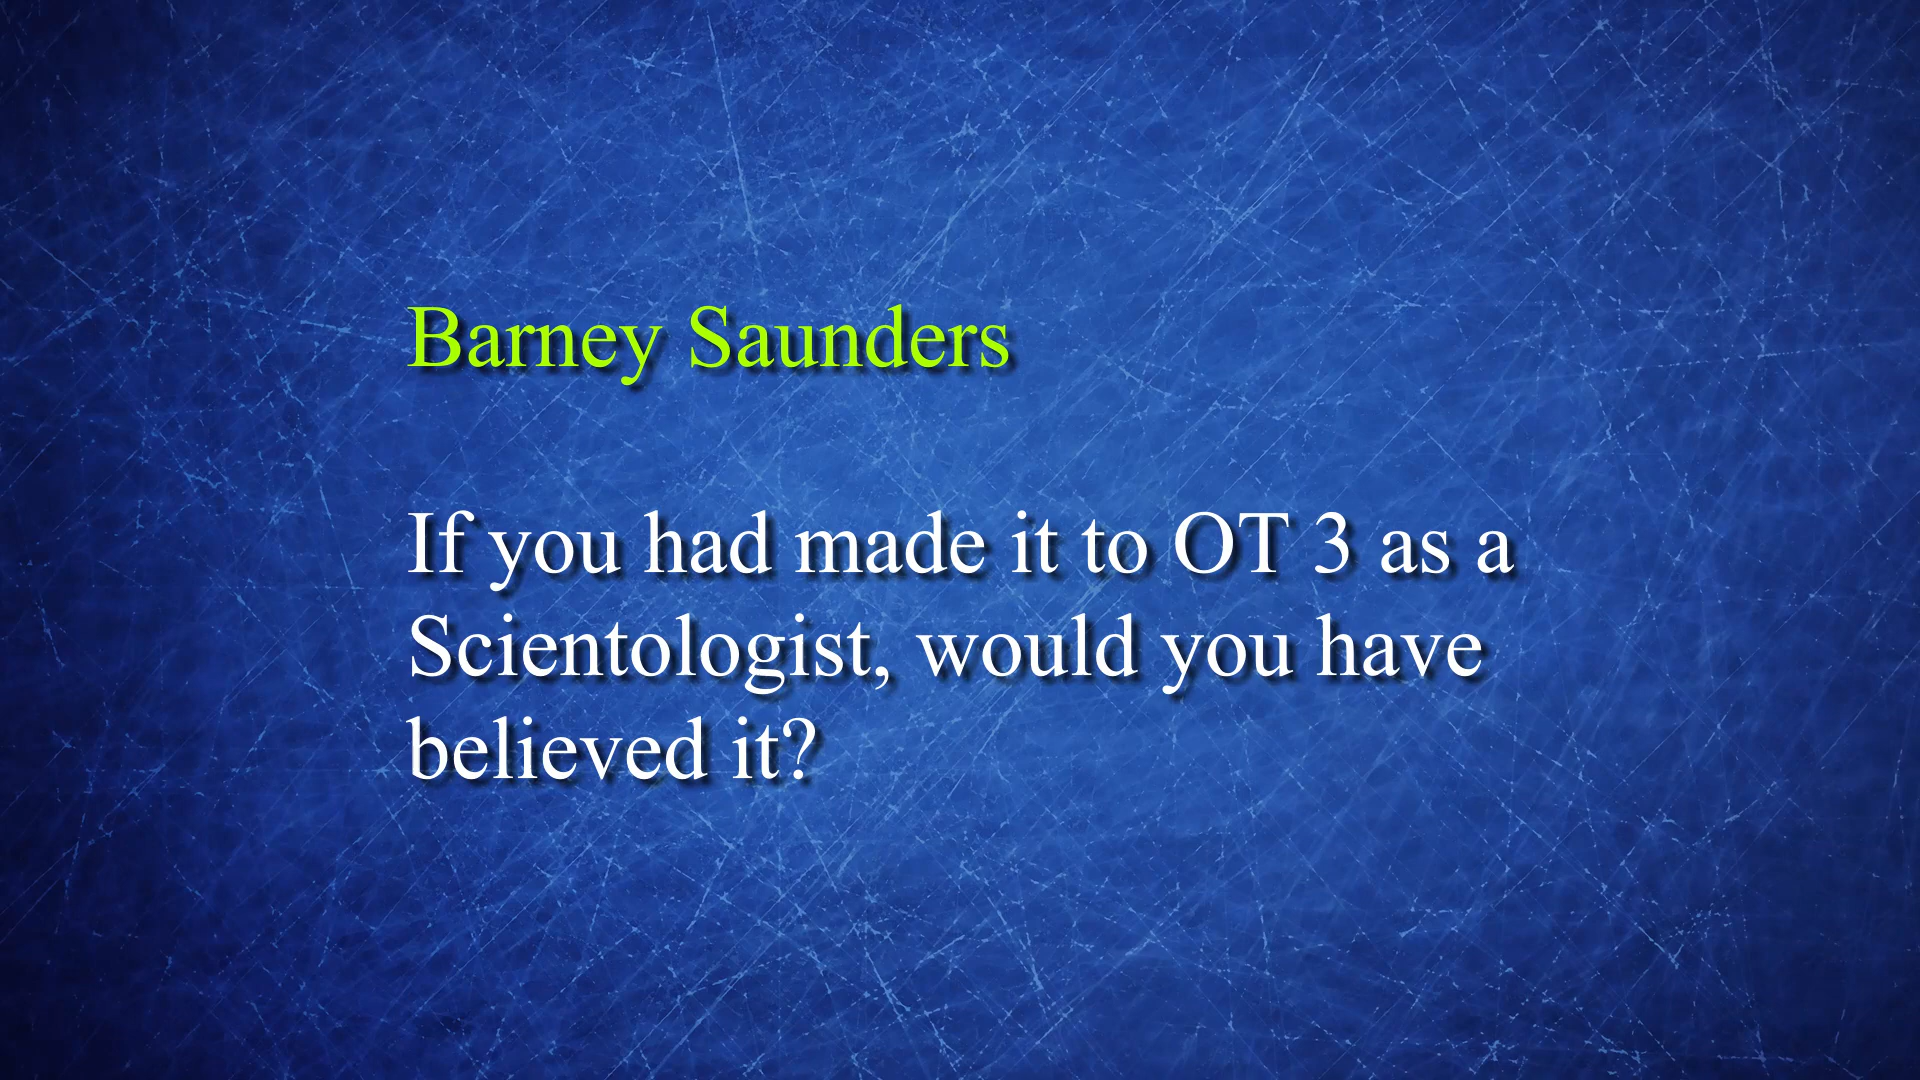 Barney Saunders
If you had made it to OT 3 as a
Scientologist, would you have
believed it?